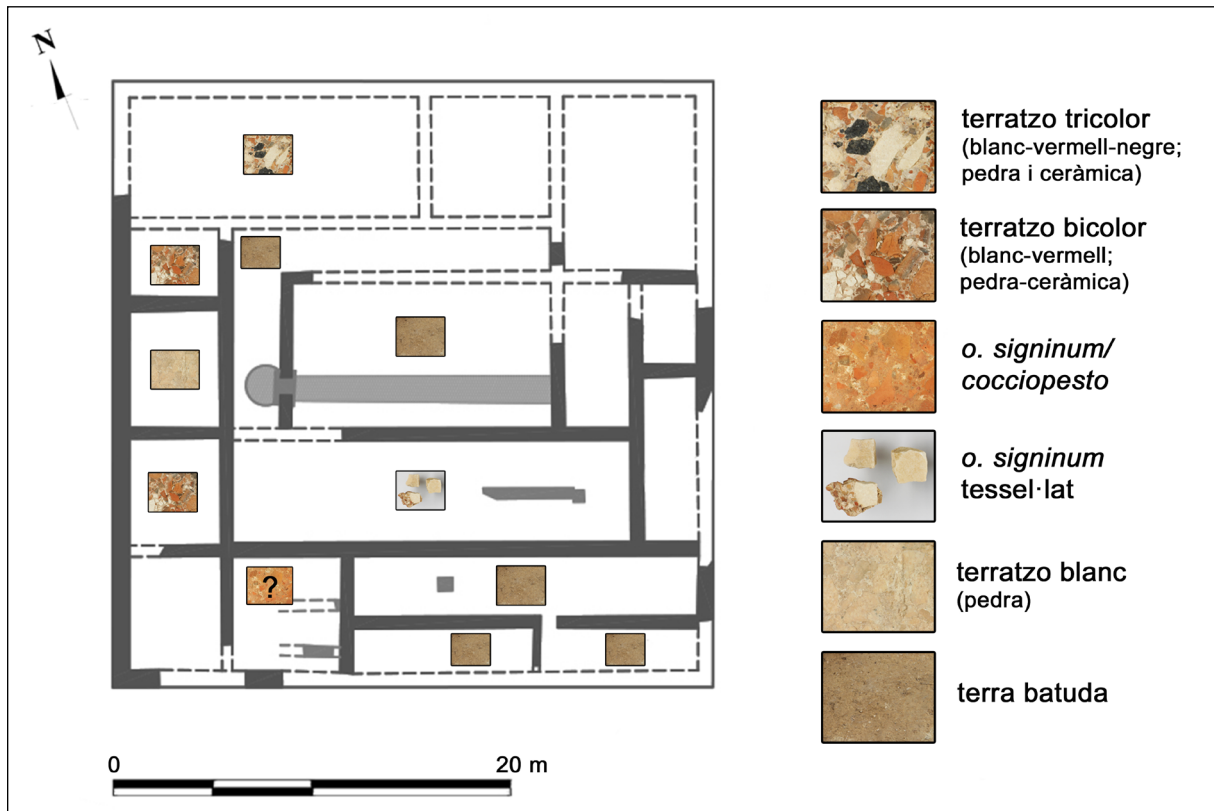 N
terratzo tricolor
(blanc-vermell-negre;
pedra i ceràmica)
terratzo bicolor
(blanc-vermell;
pedra-ceràmica)
o. signinum/
cocciopesto
o. signinum
tessel·lat
?
terratzo blanc
(pedra)
terra batuda
0 20 m